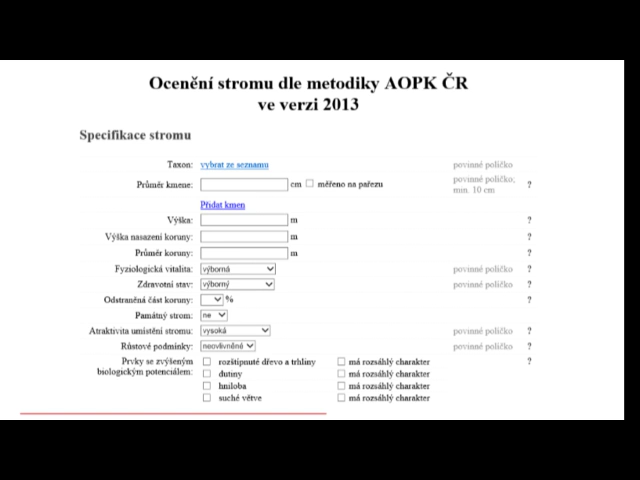 Ocenění stromu dle metodiky AOPK ČR
ve verzi 2013
Specifikace stromu
Taxon: vybrat ze seznamu povinné políčko
Průměr kmene: cm měřeno na pařezu povinné políčko; min. 10 cm ?
Přidat kmen
Výška: m ?
Výška nasazení koruny: m ?
Průměr koruny: m ?
Fyziologická vitalita: výborná povinné políčko ?
Zdravotní stav: výborný povinné políčko ?
Odstraněná část koruny: % ?
Památný strom: ne
Atraktivita umístění stromu: vysoká povinné políčko ?
Růstové podmínky: neovlivněné povinné políčko ?
Prvky se zvýšeným biologickým potenciálem: rozštípnuté dřevo a trhliny má rozsáhlý charakter ?
dutiny má rozsáhlý charakter
hniloba má rozsáhlý charakter
suché větve má rozsáhlý charakter